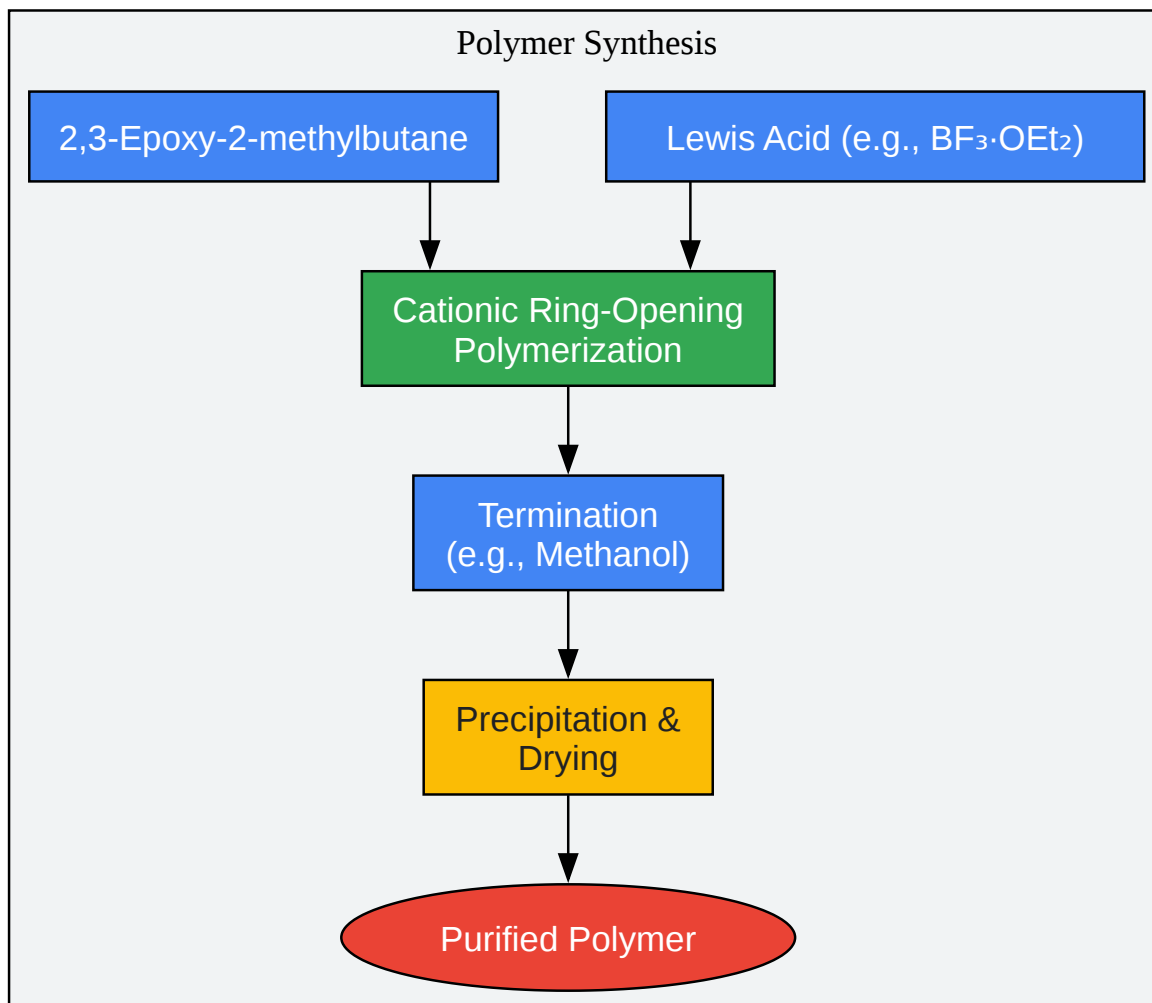 Polymer Synthesis
2,3-Epoxy-2-methylbutane
Lewis Acid (e.g., BF₃·OEt₂)
Cationic Ring-Opening
Polymerization
Termination
(e.g., Methanol)
Precipitation &
Drying
Purified Polymer